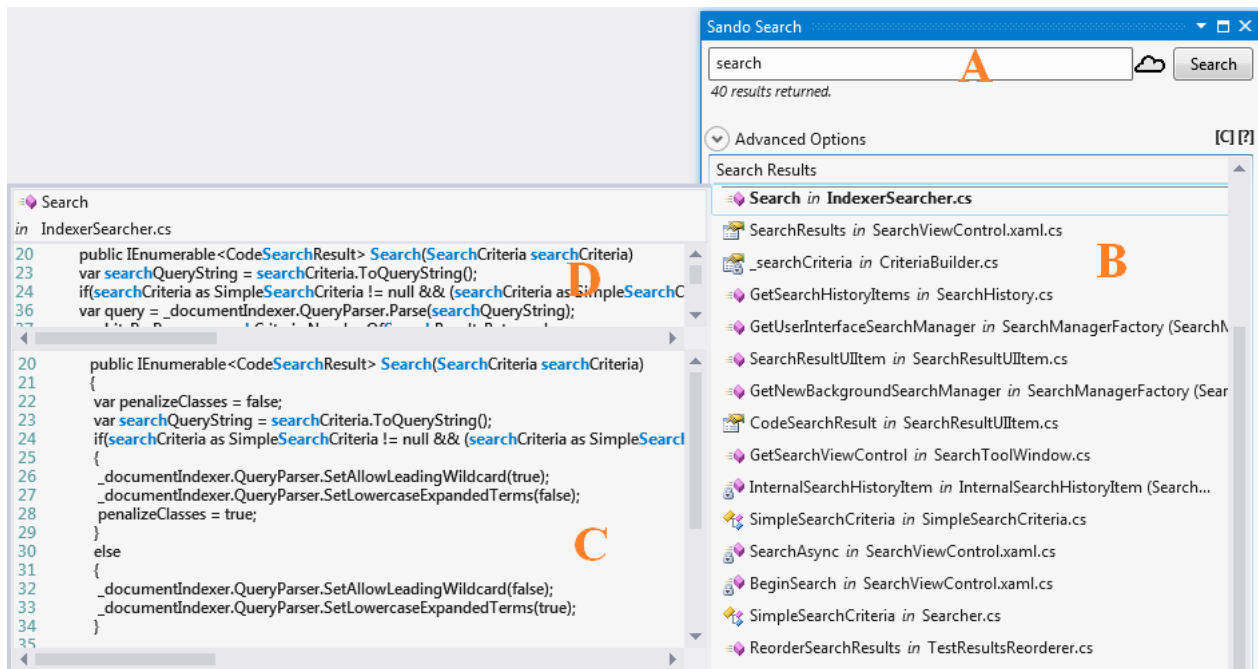 Sando Search
search
A
Search
40 results returned.
Advanced Options
[C] [?]
Search Results
Search in IndexerSearcher.cs
SearchResults in SearchViewControl.xaml.cs
B
_searchCriteria in CriteriaBuilder.cs
GetSearchHistoryItems in SearchHistory.cs
GetUserInterfaceSearchManager in SearchManagerFactory (SearchM
SearchResultUIItem in SearchResultUIItem.cs
GetNewBackgroundSearchManager in SearchManagerFactory (Sear
CodeSearchResult in SearchResultUIItem.cs
GetSearchViewControl in SearchToolWindow.cs
InternalSearchHistoryItem in InternalSearchHistoryItem (Search...
SimpleSearchCriteria in SimpleSearchCriteria.cs
SearchAsync in SearchViewControl.xaml.cs
BeginSearch in SearchViewControl.xaml.cs
SimpleSearchCriteria in Searcher.cs
ReorderSearchResults in TestResultsReorderer.cs
Search
in IndexerSearcher.cs
20 public IEnumerable<CodeSearchResult> Search(SearchCriteria searchCriteria)
23 var searchQueryString = searchCriteria.ToQueryString();
D
24 if(searchCriteria as SimpleSearchCriteria != null && (searchCriteria as SimpleSearchC
36 var query = _documentIndexer.QueryParser.Parse(searchQueryString);
20 public IEnumerable<CodeSearchResult> Search(SearchCriteria searchCriteria)
21 {
22 var penalizeClasses = false;
23 var searchQueryString = searchCriteria.ToQueryString();
24 if(searchCriteria as SimpleSearchCriteria != null && (searchCriteria as SimpleSearch
25 {
26 _documentIndexer.QueryParser.SetAllowLeadingWildcard(true);
27 _documentIndexer.QueryParser.SetLowercaseExpandedTerms(false);
28 penalizeClasses = true;
29 }
C
30 else
31 {
32 _documentIndexer.QueryParser.SetAllowLeadingWildcard(false);
33 _documentIndexer.QueryParser.SetLowercaseExpandedTerms(true);
34 }
35